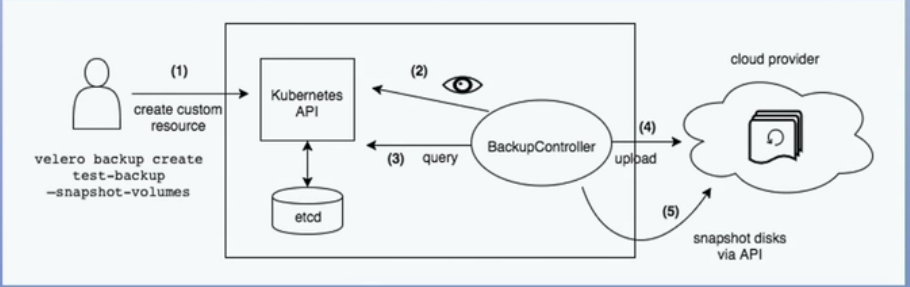 (1)
create custom
resource
velero backup create
test-backup
—snapshot-volumes
Kubernetes
API
etcd
(2)
(3) query
BackupController
(4)
upload
(5)
cloud provider
snapshot disks
via API